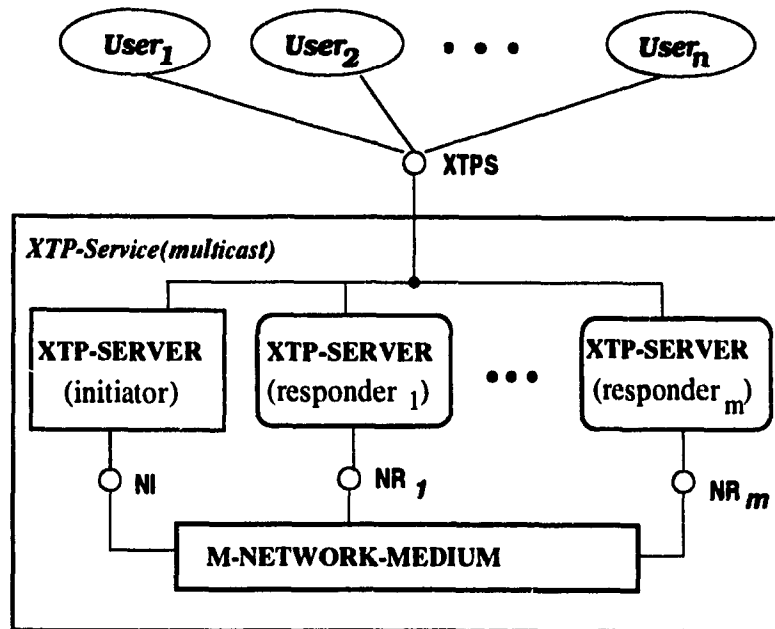 User1 User2 • • • Usern
XTPS
XTP-Service(multicast)
XTP-SERVER XTP-SERVER XTP-SERVER
(initiator) (responder 1) • • • (responder m)
NI NR 1 NR m
M-NETWORK-MEDIUM